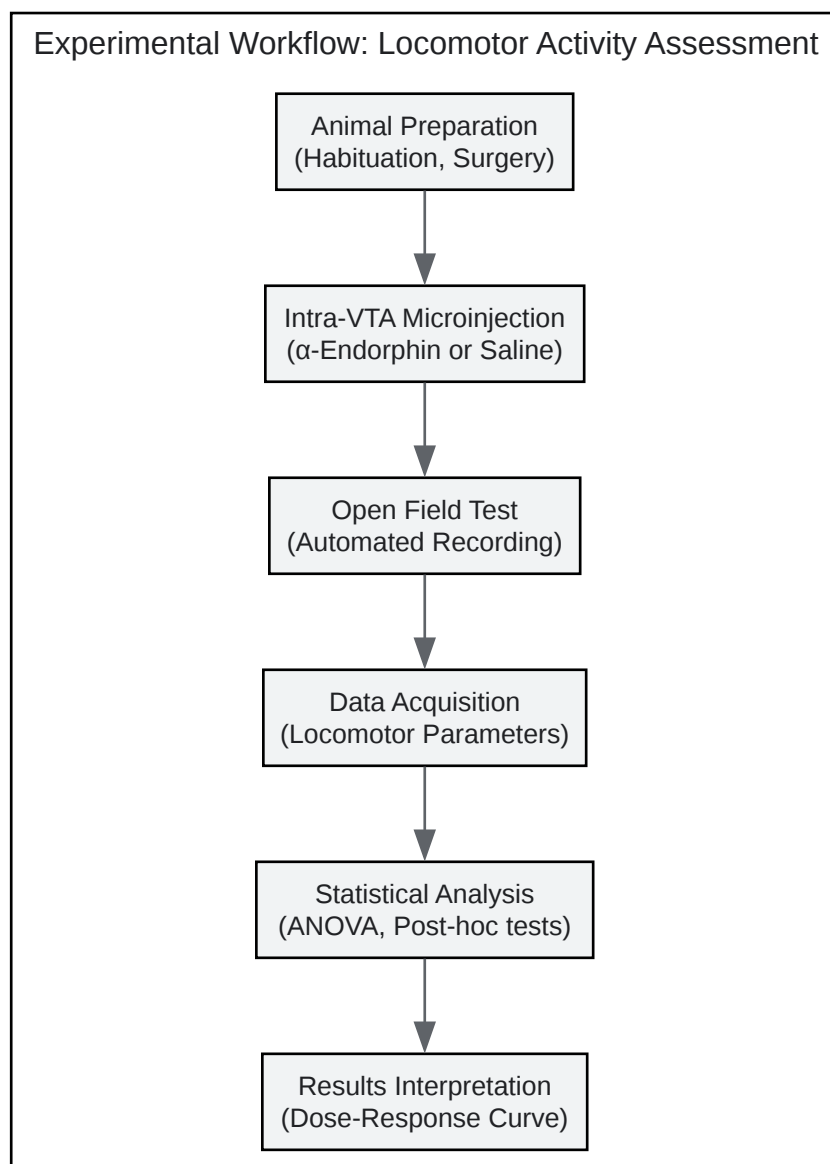 Experimental Workflow: Locomotor Activity Assessment
Animal Preparation
(Habituation, Surgery)
Intra-VTA Microinjection
(α-Endorphin or Saline)
Open Field Test
(Automated Recording)
Data Acquisition
(Locomotor Parameters)
Statistical Analysis
(ANOVA, Post-hoc tests)
Results Interpretation
(Dose-Response Curve)